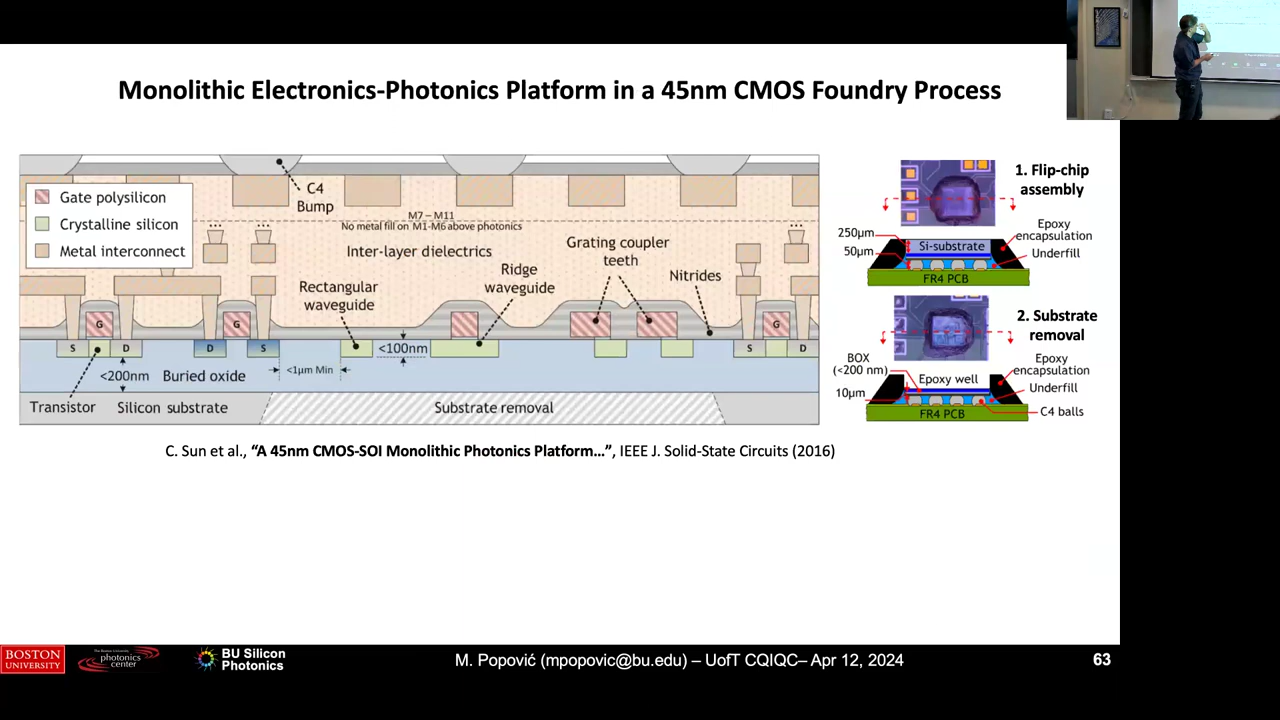 Monolithic Electronics-Photonics Platform in a 45nm CMOS Foundry Process
Gate polysilicon
Crystalline silicon
Metal interconnect
C4
Bump
M7 – M11
No metal fill on M1-M6 above photonics
Inter-layer dielectrics
Grating coupler
teeth
Nitrides
Ridge
waveguide
Rectangular
waveguide
G
G
G
S
D
D
S
S
D
<100nm
<200nm
Buried oxide
<1µm Min
Transistor
Silicon substrate
Substrate removal
1. Flip-chip
assembly
250µm
50µm
Si-substrate
Epoxy
encapsulation
Underfill
FR4 PCB
2. Substrate
removal
BOX
(<200 nm)
10µm
Epoxy well
Epoxy
encapsulation
Underfill
C4 balls
FR4 PCB
C. Sun et al., “A 45nm CMOS-SOI Monolithic Photonics Platform…”, IEEE J. Solid-State Circuits (2016)
BOSTON
UNIVERSITY
photonics
center
BU Silicon
Photonics
M. Popović (mpopovic@bu.edu) – UofT CQIQC– Apr 12, 2024
63